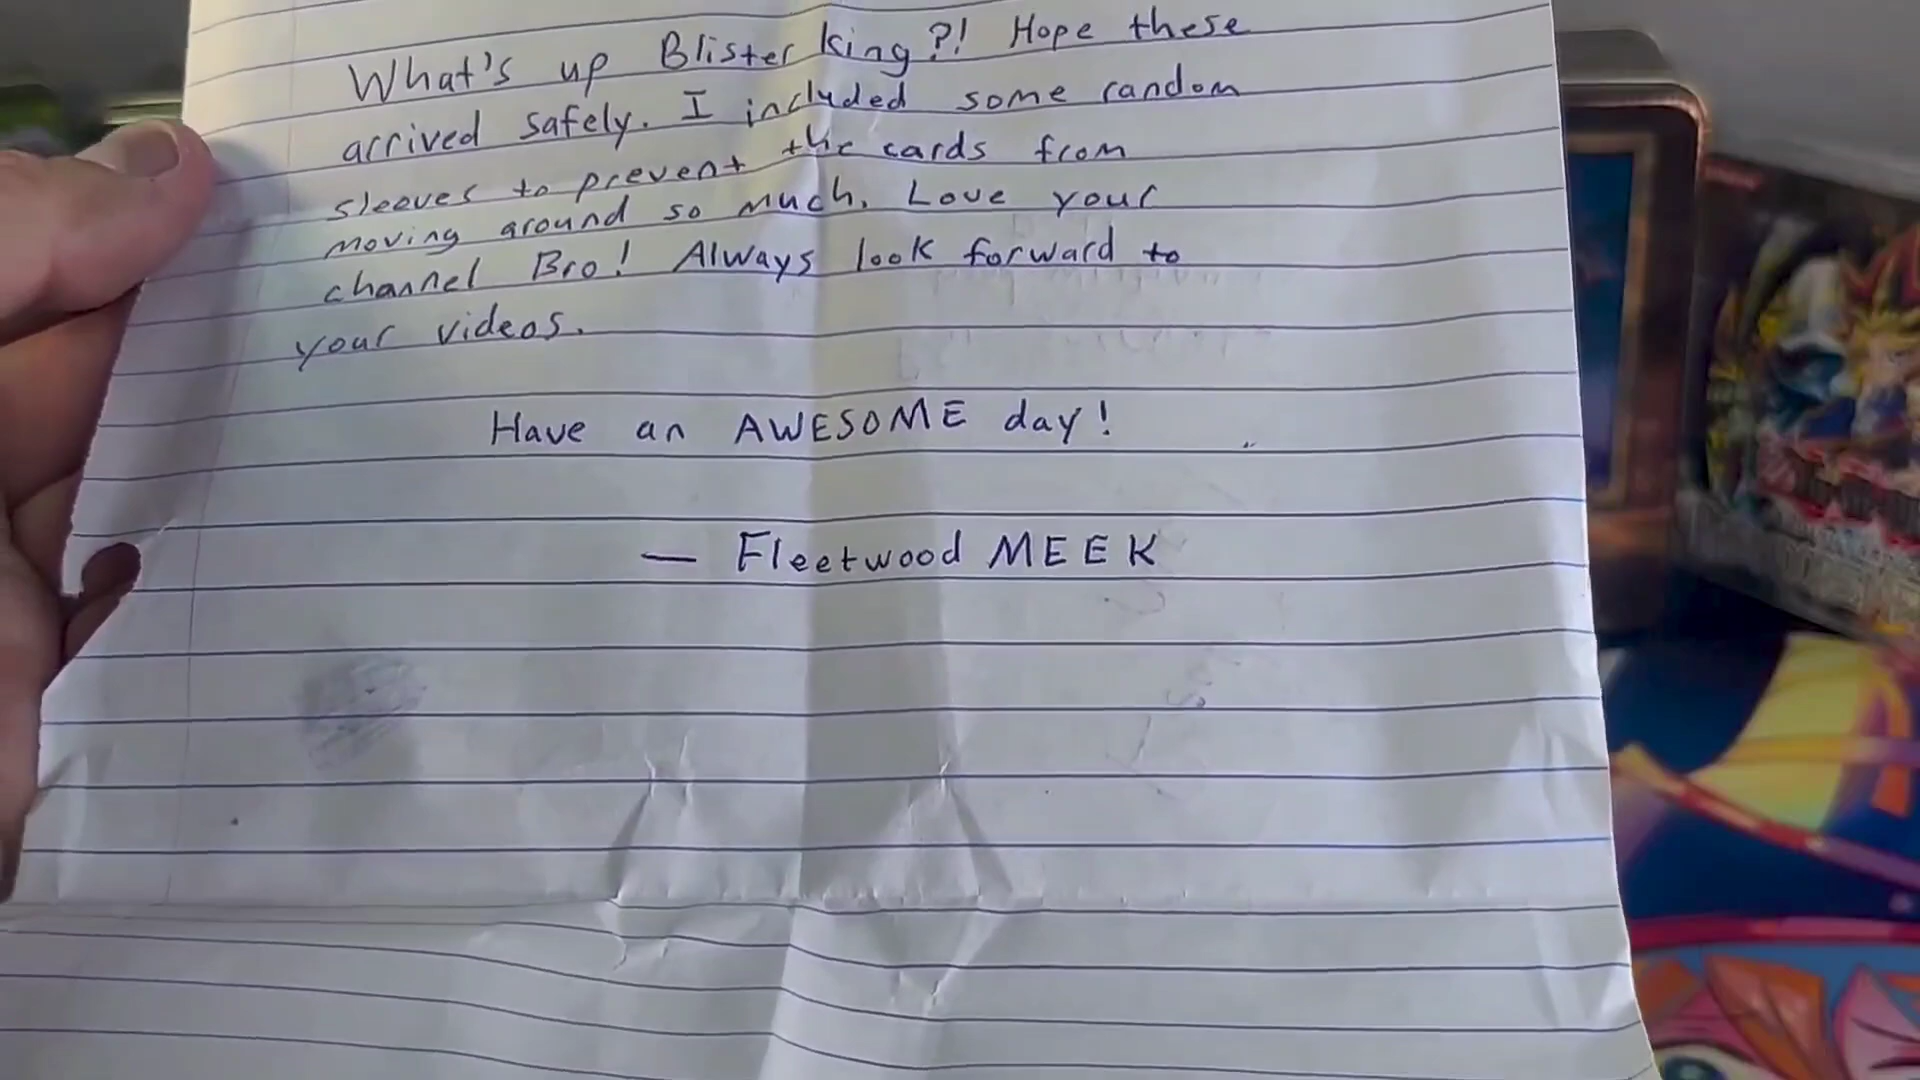 What's up Blister King?! Hope these
arrived safely. I included some random
sleeves to prevent the cards from
moving around so much. Love your
channel Bro! Always look forward to
your videos.
Have an AWESOME day!
— Fleetwood MEEK